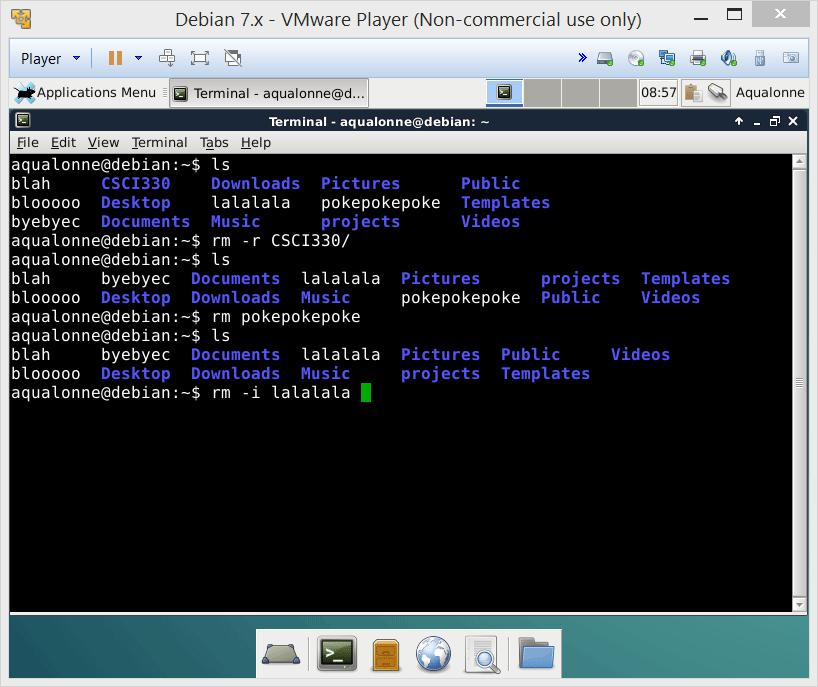 Debian 7.x - VMware Player (Non-commercial use only)
Player
Applications Menu Terminal - aqualonne@d... 08:57 Aqualonne
Terminal - aqualonne@debian: ~
File Edit View Terminal Tabs Help
aqualonne@debian:~$ ls
blah CSCI330 Downloads Pictures Public
blooooo Desktop lalalala pokepokepoke Templates
byebyec Documents Music projects Videos
aqualonne@debian:~$ rm -r CSCI330/
aqualonne@debian:~$ ls
blah byebyec Documents lalalala Pictures projects Templates
blooooo Desktop Downloads Music pokepokepoke Public Videos
aqualonne@debian:~$ rm pokepokepoke
aqualonne@debian:~$ ls
blah byebyec Documents lalalala Pictures Public Videos
blooooo Desktop Downloads Music projects Templates
aqualonne@debian:~$ rm -i lalalala